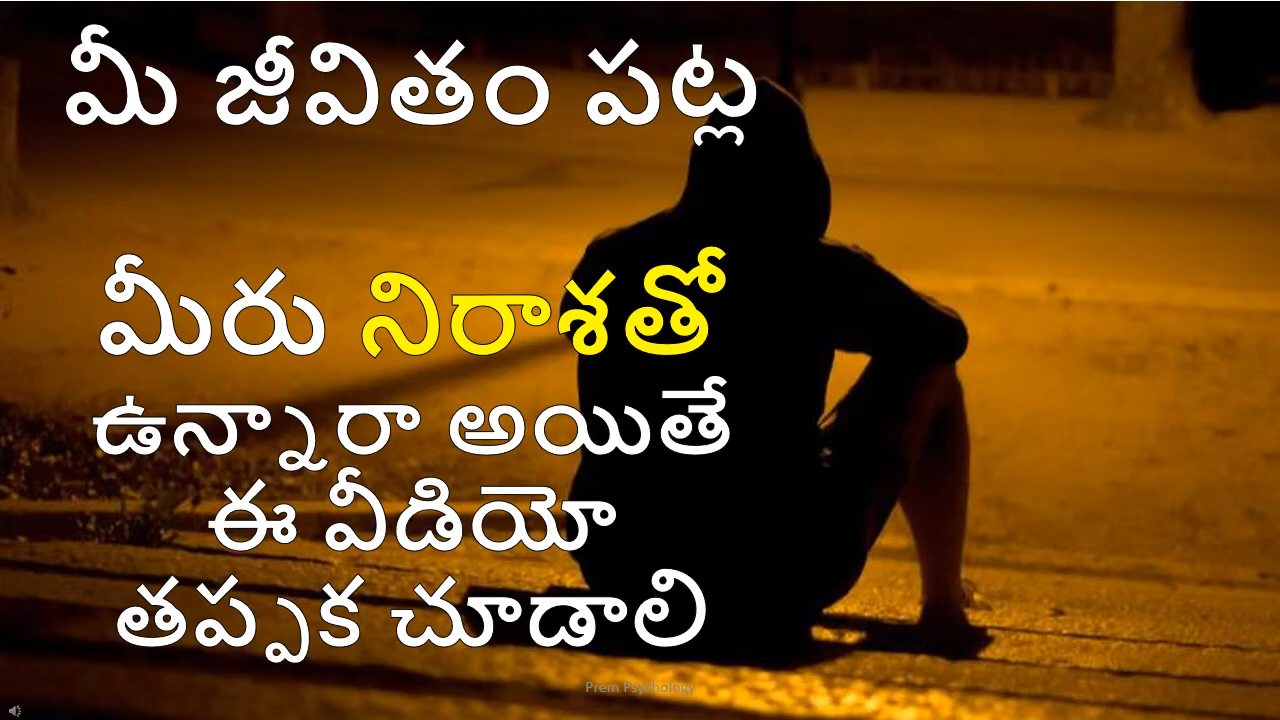 మీ జీవితం పట్ల
మీరు నిరాశతో
ఉన్నారా అయితే
ఈ వీడియో
తప్పక చూడాలి
Prem Psychology